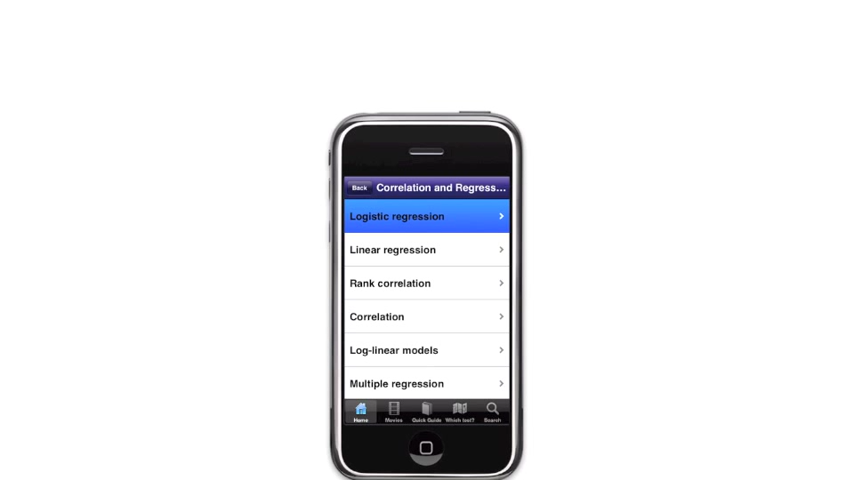 Back
Correlation and Regress...
Logistic regression
Linear regression
Rank correlation
Correlation
Log-linear models
Multiple regression
Home
Movies
Quick Guide
Which test?
Search